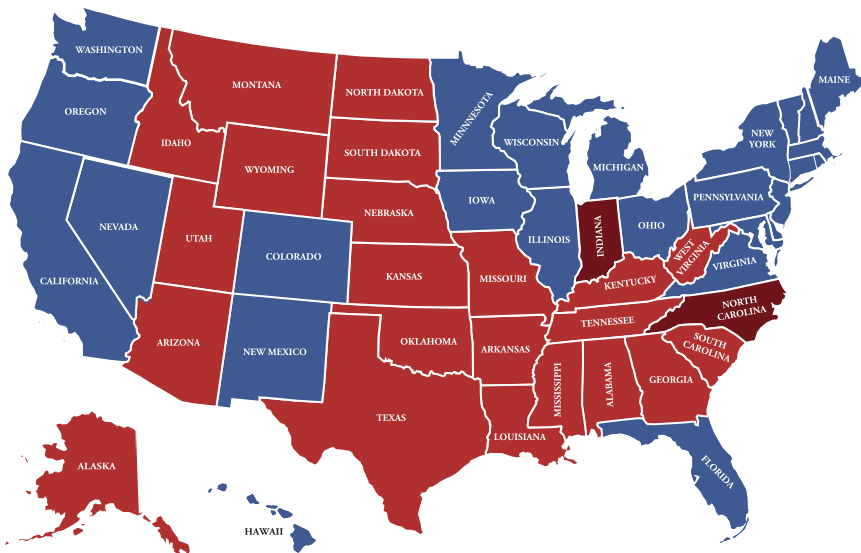 WASHINGTON
MAINE
MONTANA
NORTH DAKOTA
MINNNESOTA
OREGON
NEW
YORK
IDAHO
WISCONSIN
SOUTH DAKOTA
MICHIGAN
WYOMING
PENNSYLVANIA
IOWA
NEBRASKA
NEVADA
OHIO
ILLINOIS
INDIANA
UTAH
WEST
VIRGINIA
COLORADO
VIRGINIA
CALIFORNIA
KANSAS
MISSOURI
KENTUCKY
NORTH
CAROLINA
TENNESSEE
ARIZONA
OKLAHOMA
SOUTH
CAROLINA
NEW MEXICO
ARKANSAS
GEORGIA
MISSISSIPPI
ALABAMA
TEXAS
LOUISIANA
ALASKA
FLORIDA
HAWAII